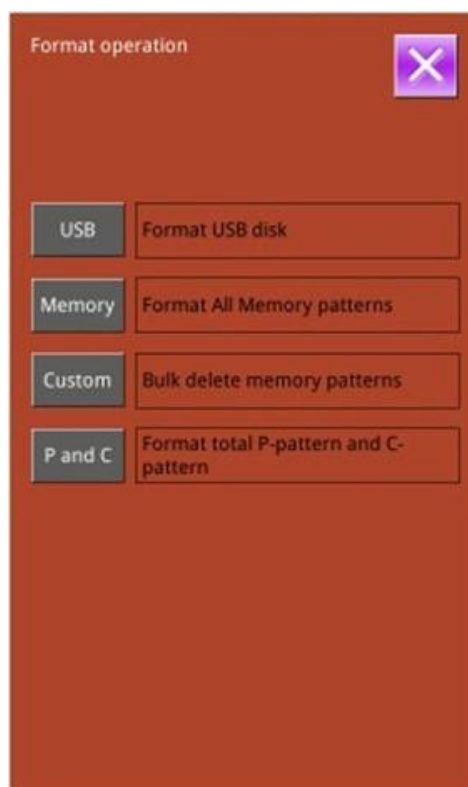 Format operation
USB
Format USB disk
Memory
Format All Memory patterns
Custom
Bulk delete memory patterns
P and C
Format total P-pattern and C-
pattern